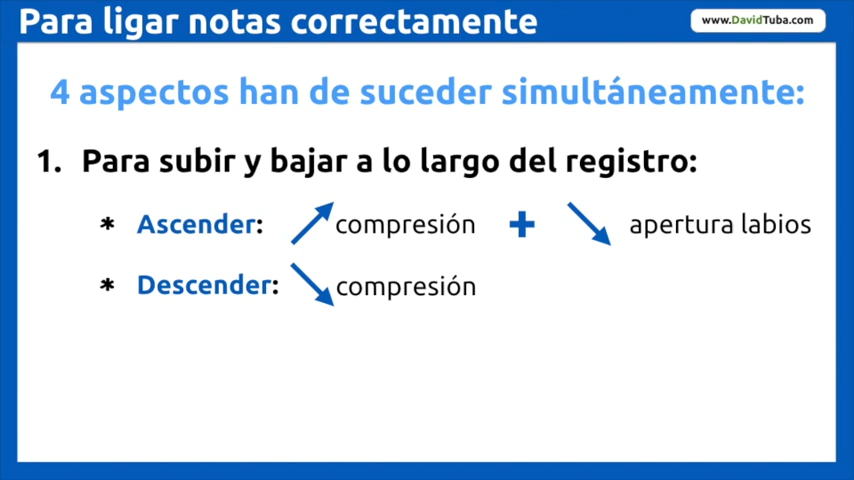 Para ligar notas correctamente
www.DavidTuba.com
4 aspectos han de suceder simultáneamente:
1. Para subir y bajar a lo largo del registro:
* Ascender: compresión + apertura labios
* Descender: compresión